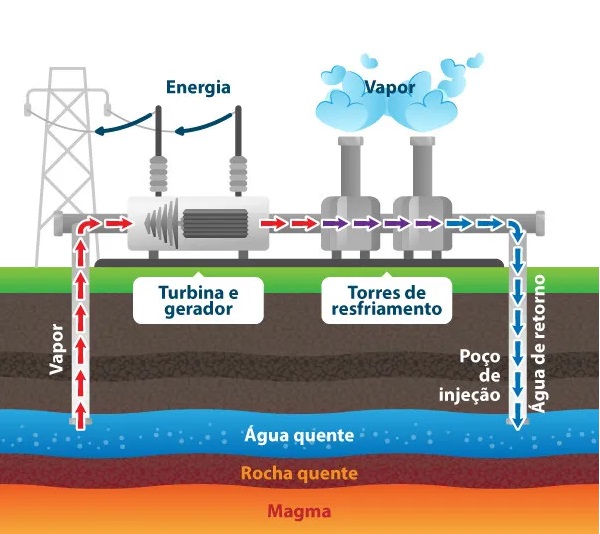 Energia
Vapor
Turbina e
gerador
Torres de
resfriamento
Vapor
Poço
de
injeção
Água de retorno
Água quente
Rocha quente
Magma